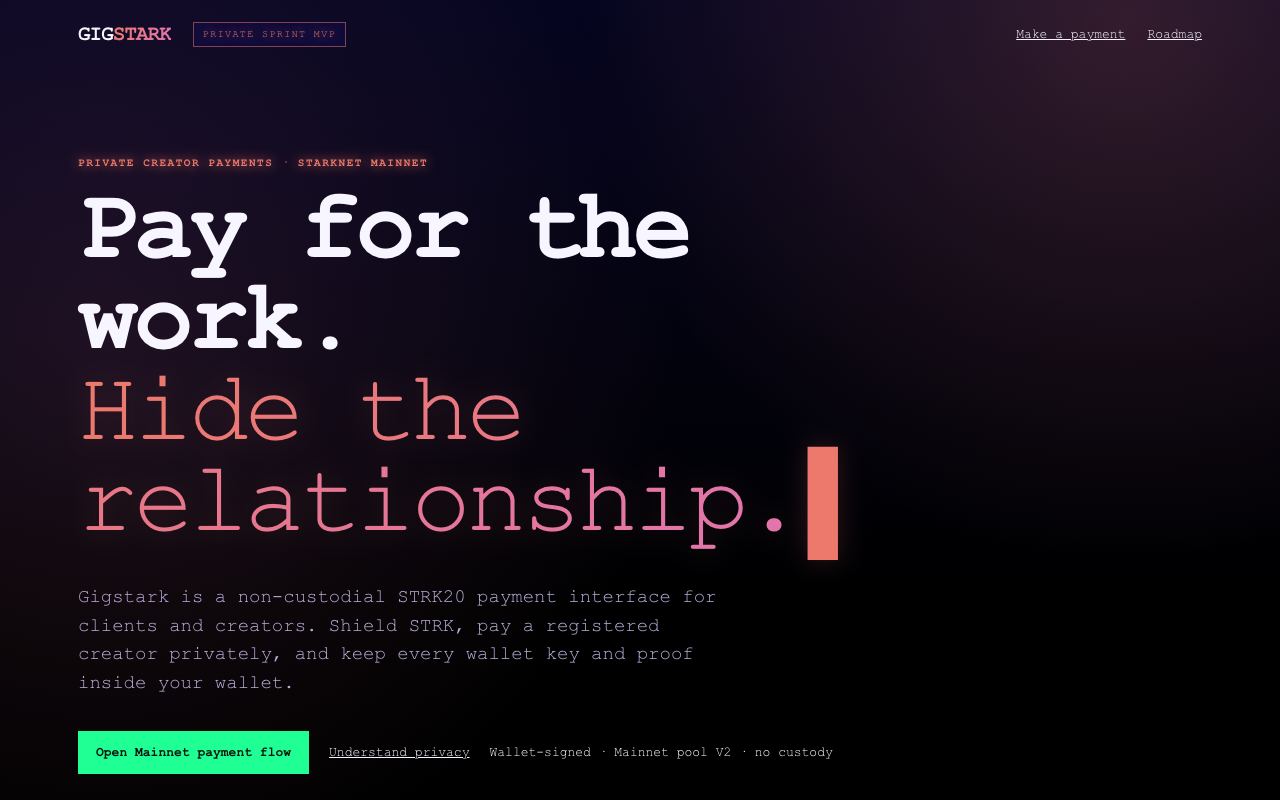 GIGSTARK PRIVATE SPRINT MVP Make a payment Roadmap
PRIVATE CREATOR PAYMENTS · STARKNET MAINNET
Pay for the
work.
Hide the
relationship.
Gigstark is a non-custodial STRK20 payment interface for
clients and creators. Shield STRK, pay a registered
creator privately, and keep every wallet key and proof
inside your wallet.
Open Mainnet payment flow Understand privacy Wallet-signed · Mainnet pool V2 · no custody